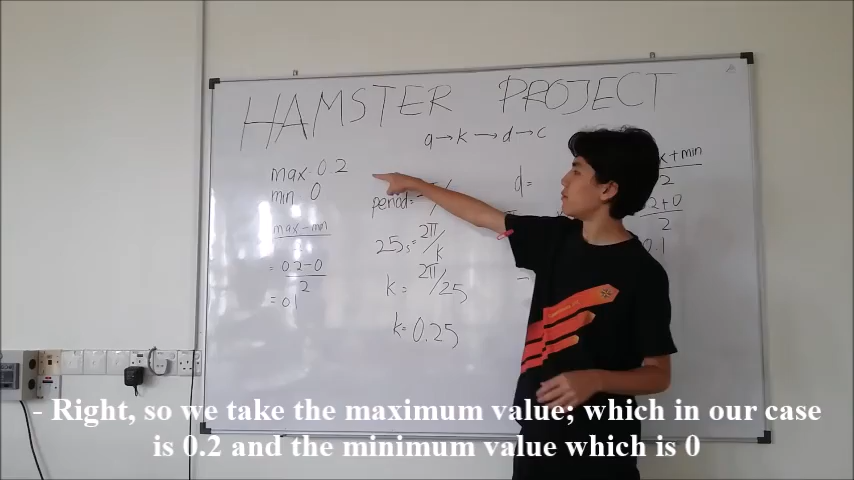 HAMSTER PROJECT
a → k → d → c
max 0.2
min 0
max - min
= 0.2-0
2
= 0.1
period=
25s = 2π/k
k = 2π/25
k= 0.25
d=
x + min
2
2+0
2
0.1
- Right, so we take the maximum value; which in our case
is 0.2 and the minimum value which is 0